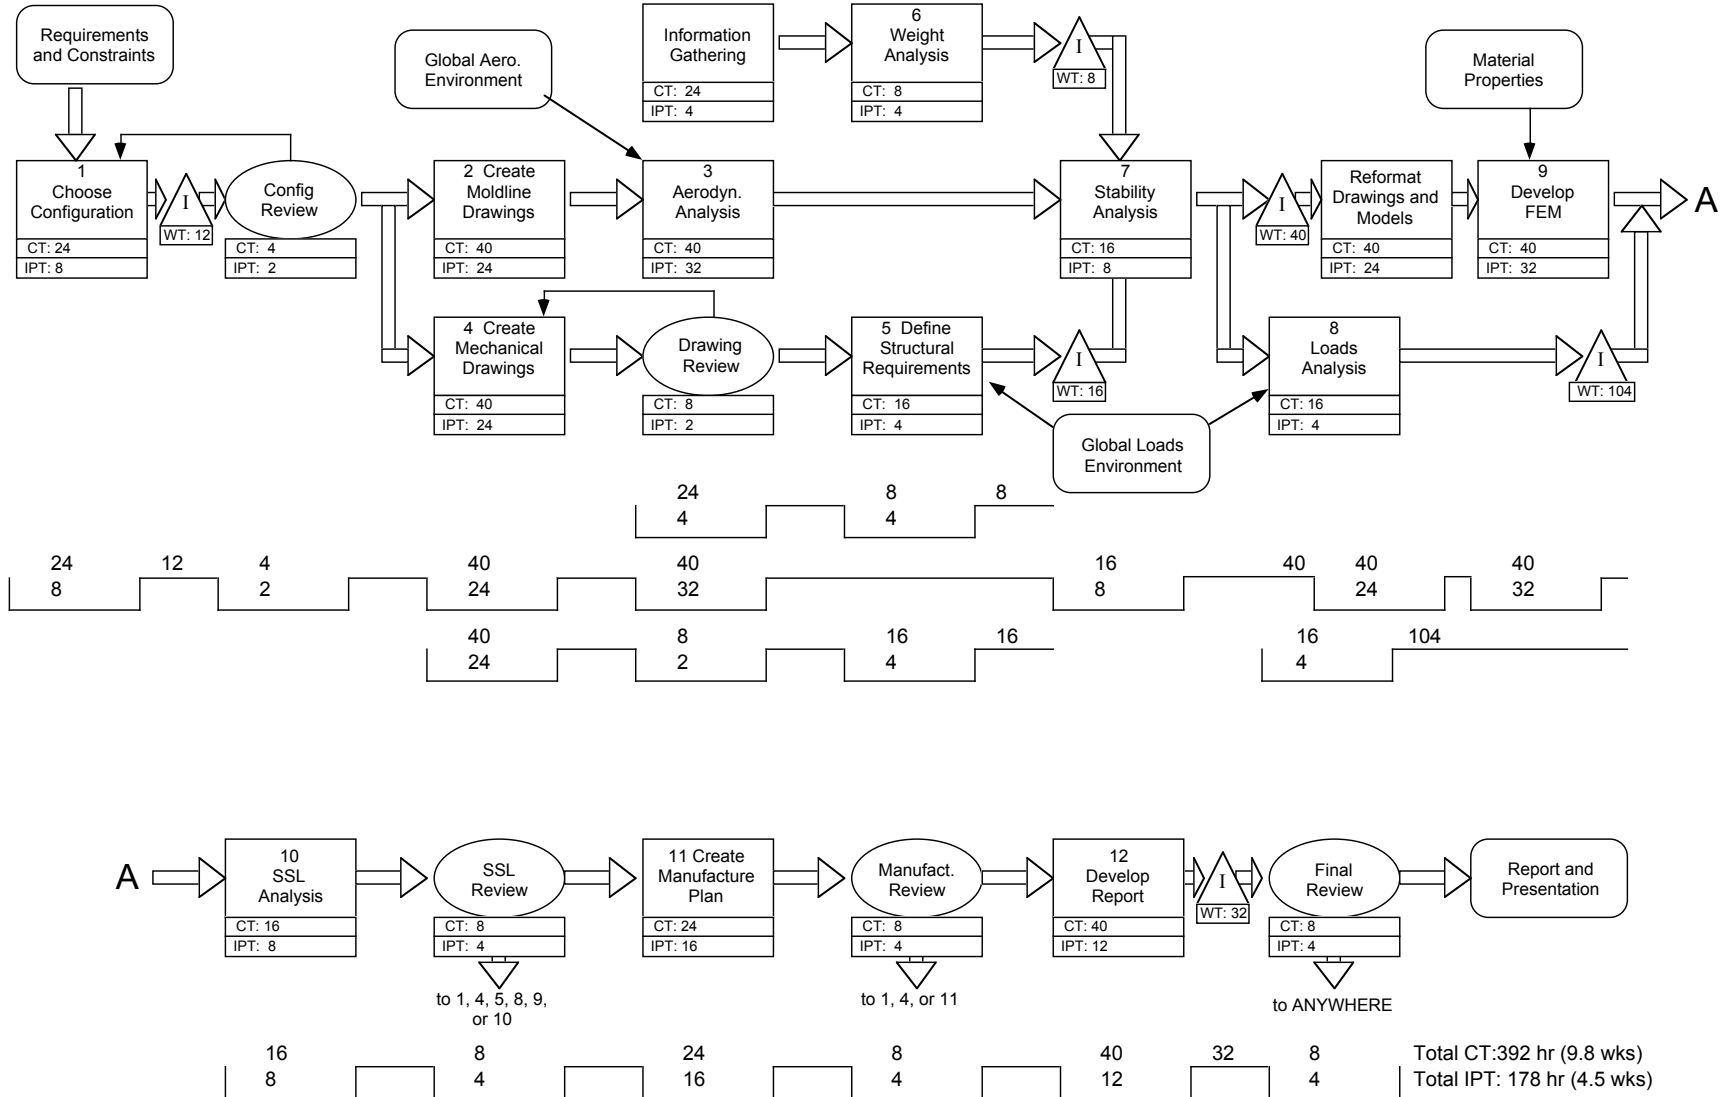 Requirements
and Constraints
Global Aero.
Environment
Information
Gathering
CT: 24
IPT: 4
6
Weight
Analysis
CT: 8
IPT: 4
I
WT: 8
Material
Properties
1
Choose
Configuration
CT: 24
IPT: 8
I
WT: 12
Config
Review
CT: 4
IPT: 2
2 Create
Moldline
Drawings
CT: 40
IPT: 24
3
Aerodyn.
Analysis
CT: 40
IPT: 32
7
Stability
Analysis
CT: 16
IPT: 8
I
WT: 40
Reformat
Drawings and
Models
CT: 40
IPT: 24
9
Develop
FEM
CT: 40
IPT: 32
A
4 Create
Mechanical
Drawings
CT: 40
IPT: 24
Drawing
Review
CT: 8
IPT: 2
5 Define
Structural
Requirements
CT: 16
IPT: 4
I
WT: 16
8
Loads
Analysis
CT: 16
IPT: 4
I
WT: 104
Global Loads
Environment
24 8 8
4 4
24 12 4 40 40 16 40 40 40
8 2 24 32 8 24 32
40 8 16 16 16 104
24 2 4 4
A
10
SSL
Analysis
CT: 16
IPT: 8
SSL
Review
CT: 8
IPT: 4
to 1, 4, 5, 8, 9,
or 10
11 Create
Manufacture
Plan
CT: 24
IPT: 16
Manufact.
Review
CT: 8
IPT: 4
to 1, 4, or 11
12
Develop
Report
CT: 40
IPT: 12
I
WT: 32
Final
Review
CT: 8
IPT: 4
to ANYWHERE
Report and
Presentation
16 8 24 8 40 32 8 Total CT:392 hr (9.8 wks)
8 4 16 4 12 4 Total IPT: 178 hr (4.5 wks)